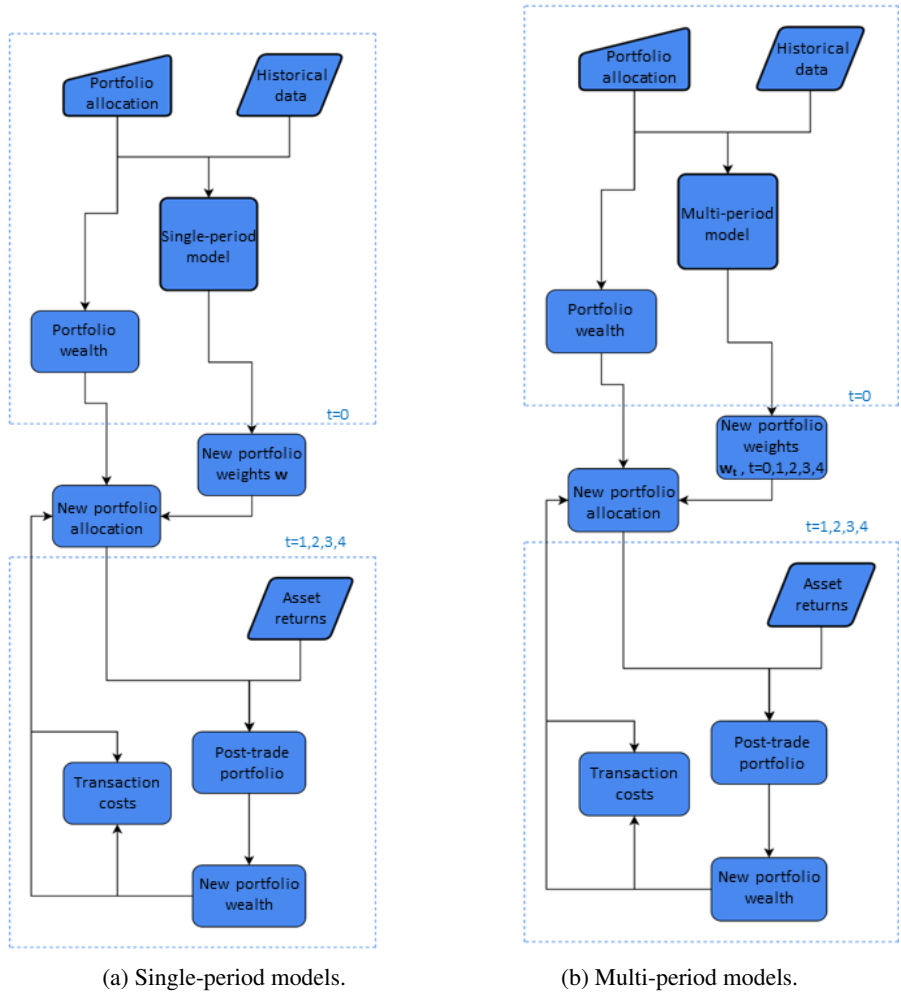 Portfolio
allocation
Historical
data
Single-period
model
Portfolio
wealth
t=0
New portfolio
weights w
New portfolio
allocation
t=1,2,3,4
Asset
returns
Post-trade
portfolio
Transaction
costs
New portfolio
wealth
(a) Single-period models.
Portfolio
allocation
Historical
data
Multi-period
model
Portfolio
wealth
t=0
New portfolio
weights
wₜ , t=0,1,2,3,4
New portfolio
allocation
t=1,2,3,4
Asset
returns
Post-trade
portfolio
Transaction
costs
New portfolio
wealth
(b) Multi-period models.